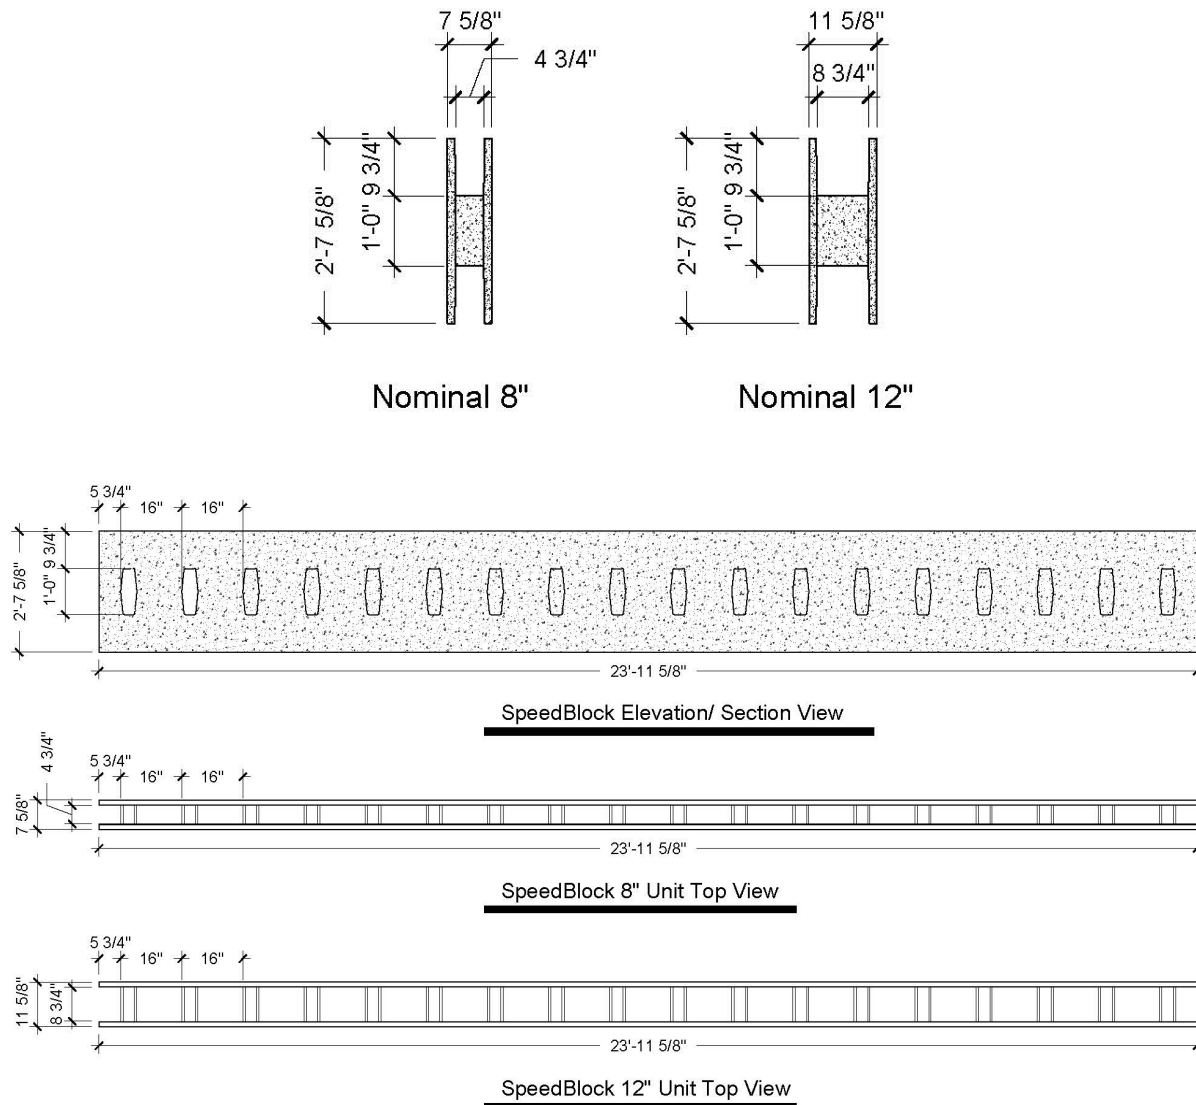 7 5/8" 11 5/8"
4 3/4" 8 3/4"
2'-7 5/8" 1'-0" 9 3/4" 2'-7 5/8" 1'-0" 9 3/4"
Nominal 8" Nominal 12"
5 3/4" 16" 16"
2'-7 5/8" 1'-0" 9 3/4"
23'-11 5/8"
SpeedBlock Elevation/ Section View
4 3/4" 5 3/4" 16" 16"
7 5/8"
23'-11 5/8"
SpeedBlock 8" Unit Top View
5 3/4" 16" 16"
11 5/8" 8 3/4"
23'-11 5/8"
SpeedBlock 12" Unit Top View